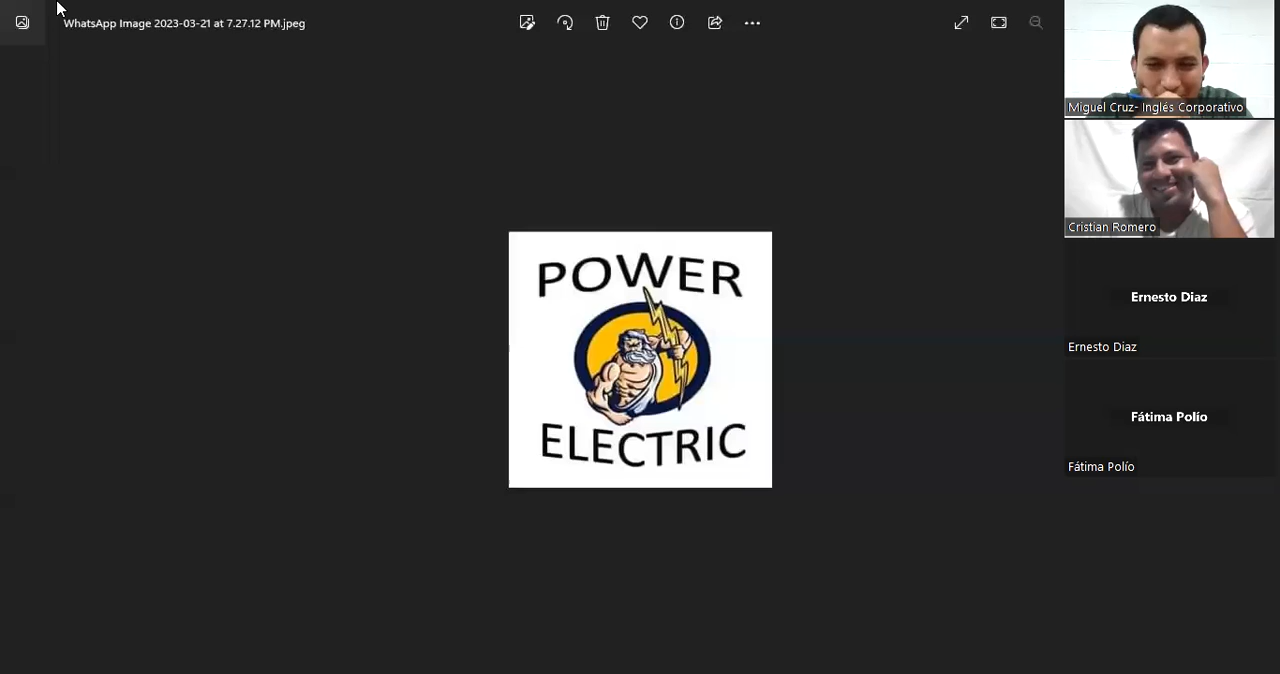 WhatsApp Image 2023-03-21 at 7.27.12 PM.jpeg
POWER
ELECTRIC
Miguel Cruz- Inglés Corporativo
Cristian Romero
Ernesto Diaz
Ernesto Diaz
Fátima Polío
Fátima Polío